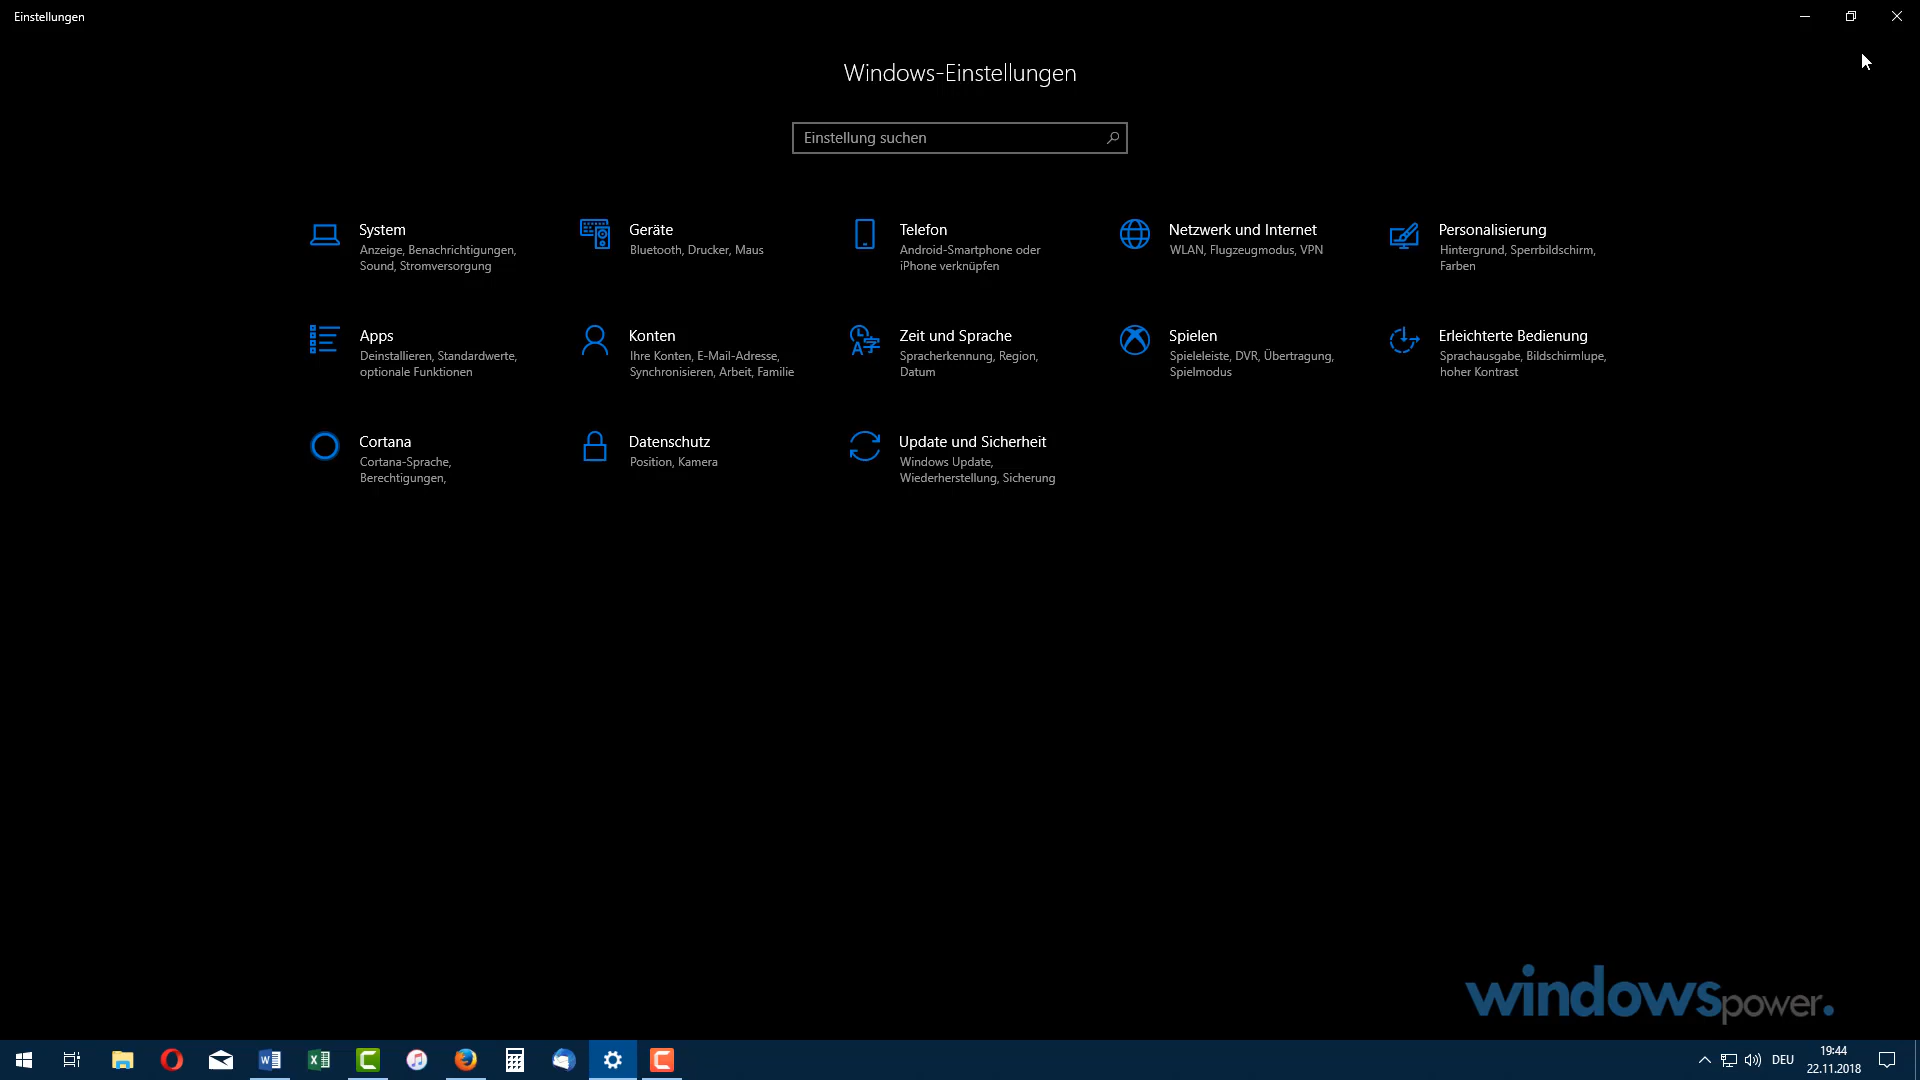 Einstellungen
Windows-Einstellungen
Einstellung suchen
System
Anzeige, Benachrichtigungen,
Sound, Stromversorgung
Geräte
Bluetooth, Drucker, Maus
Telefon
Android-Smartphone oder
iPhone verknüpfen
Netzwerk und Internet
WLAN, Flugzeugmodus, VPN
Personalisierung
Hintergrund, Sperrbildschirm,
Farben
Apps
Deinstallieren, Standardwerte,
optionale Funktionen
Konten
Ihre Konten, E-Mail-Adresse,
Synchronisieren, Arbeit, Familie
Zeit und Sprache
Spracherkennung, Region,
Datum
Spielen
Spieleleiste, DVR, Übertragung,
Spielmodus
Erleichterte Bedienung
Sprachausgabe, Bildschirmlupe,
hoher Kontrast
Cortana
Cortana-Sprache,
Berechtigungen,
Datenschutz
Position, Kamera
Update und Sicherheit
Windows Update,
Wiederherstellung, Sicherung
windowspower.
DEU
19:44
22.11.2018